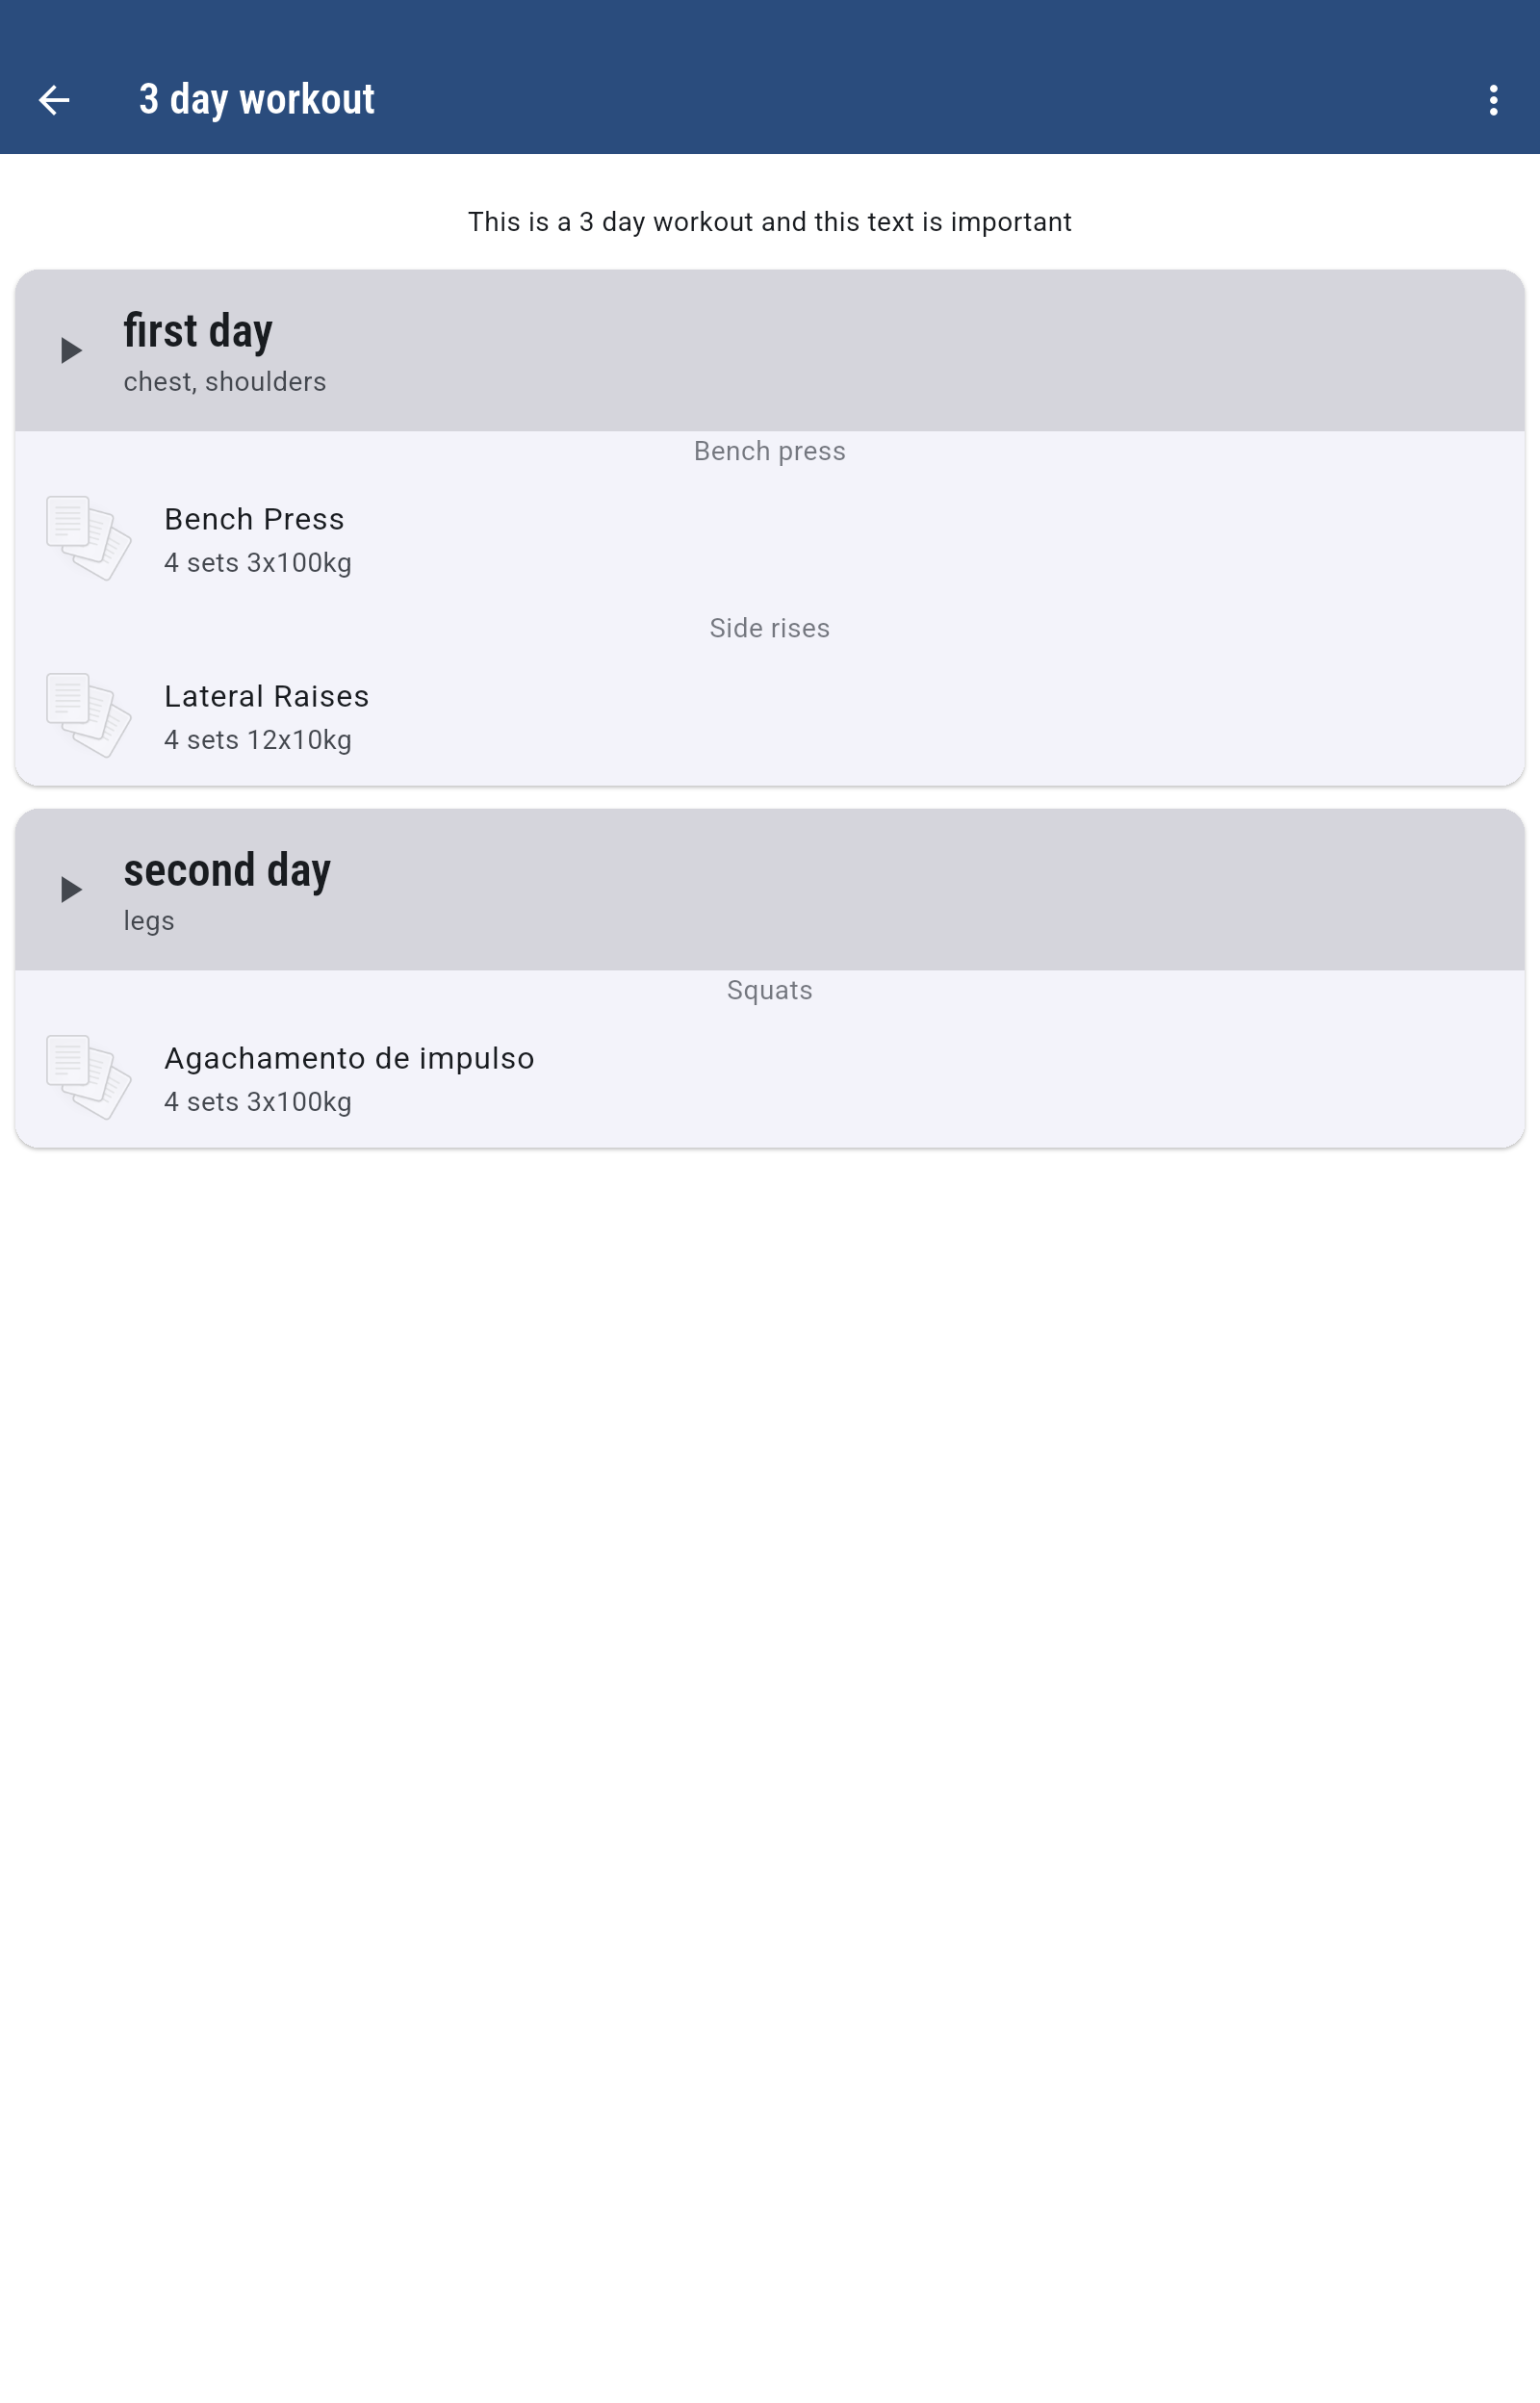 3 day workout
This is a 3 day workout and this text is important
first day
chest, shoulders
Bench press
Bench Press
4 sets 3x100kg
Side rises
Lateral Raises
4 sets 12x10kg
second day
legs
Squats
Agachamento de impulso
4 sets 3x100kg